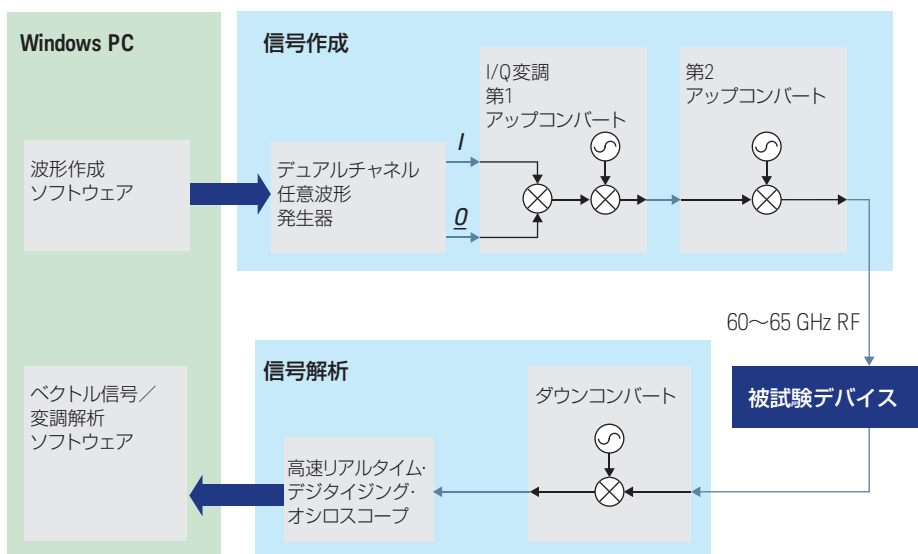 Windows PC
波形作成
ソフトウェア
ベクトル信号／
変調解析
ソフトウェア
信号作成
デュアルチャネル
任意波形
発生器
I
Q
I/Q変調
第1
アップコンバート
第2
アップコンバート
60～65 GHz RF
被試験デバイス
信号解析
ダウンコンバート
高速リアルタイム・
デジタイジング・
オシロスコープ